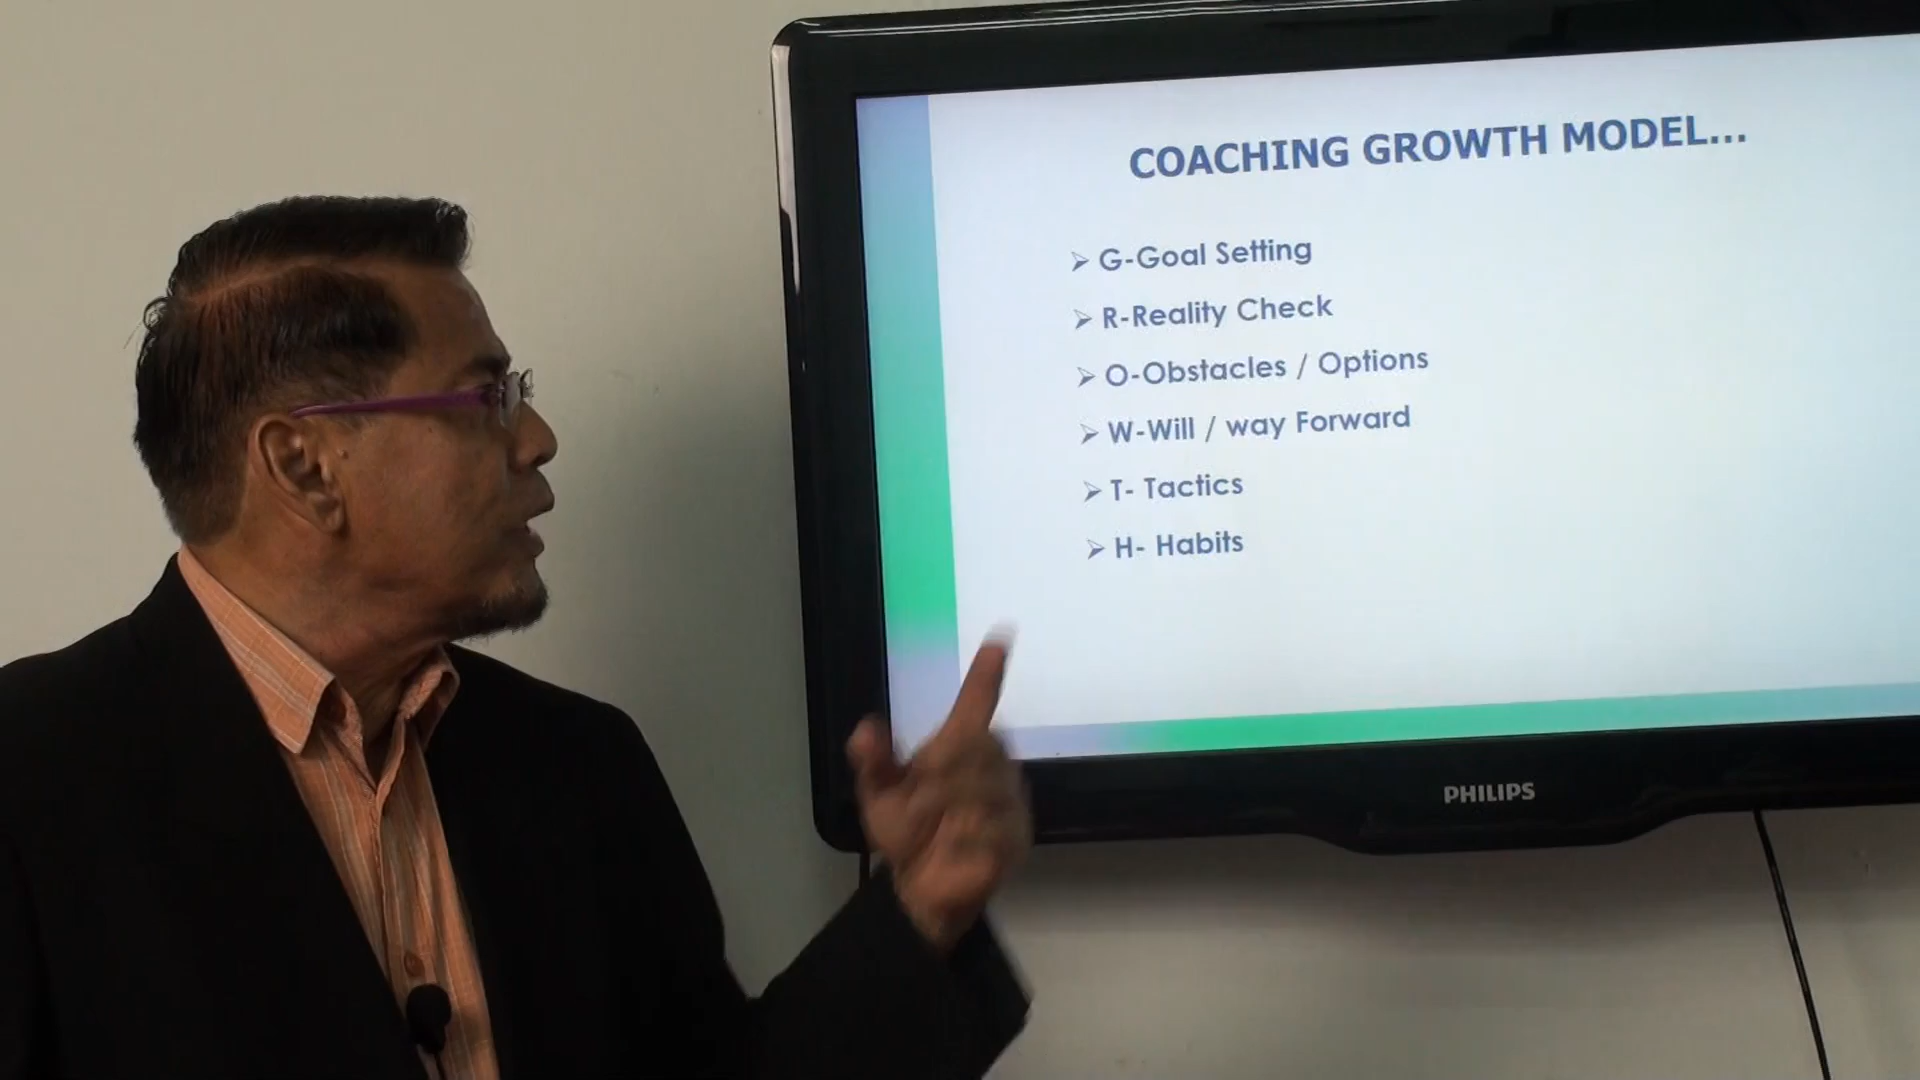 COACHING GROWTH MODEL...
G-Goal Setting
R-Reality Check
O-Obstacles / Options
W-Will / way Forward
T- Tactics
H- Habits
PHILIPS